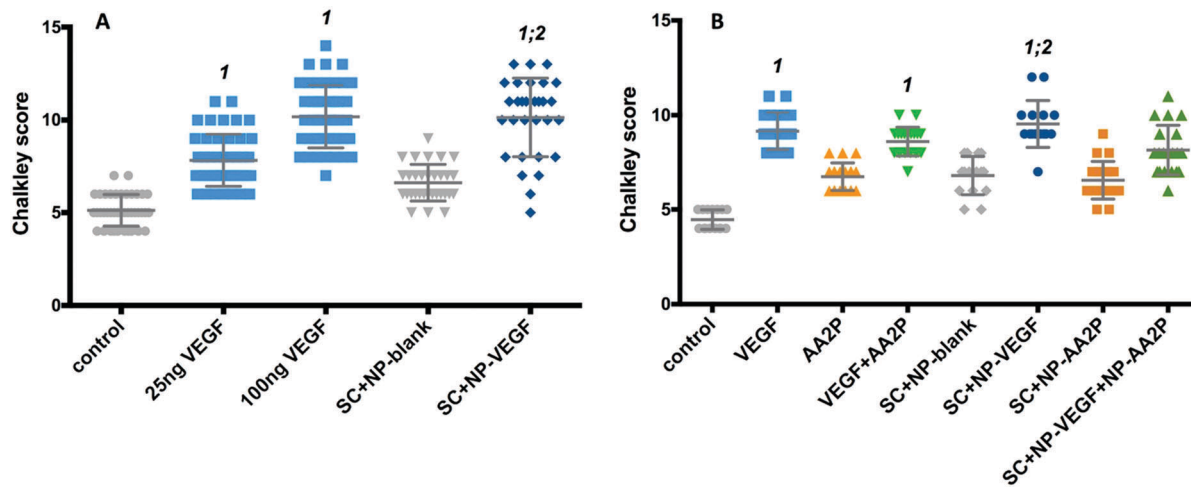 A
Chalkley score
15
10
5
0
1
1
1;2
control
25ng VEGF
100ng VEGF
SC+NP-blank
SC+NP-VEGF
B
Chalkley score
15
10
5
0
1
1
1;2
control
VEGF
AA2P
VEGF+AA2P
SC+NP-blank
SC+NP-VEGF
SC+NP-AA2P
SC+NP-VEGF+NP-AA2P